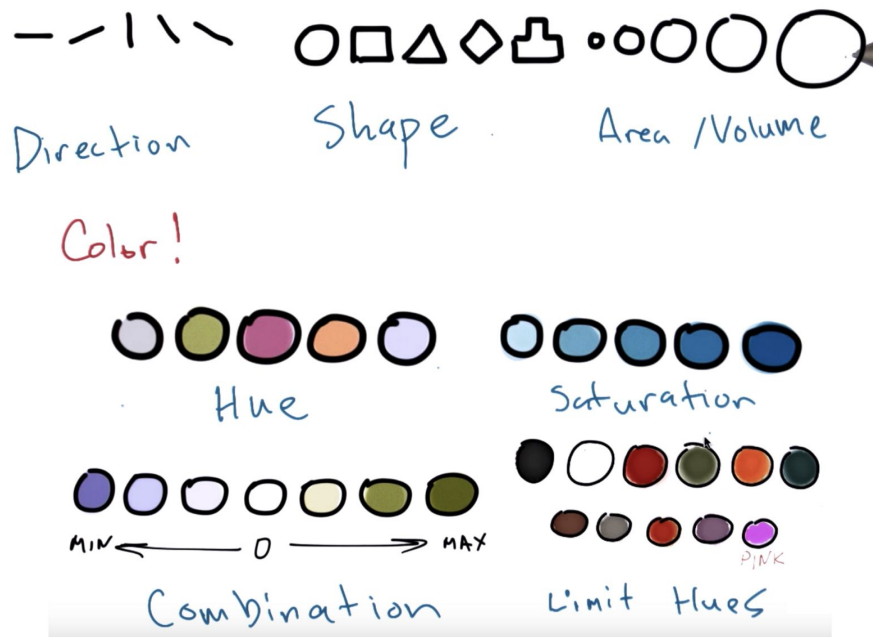 Direction
Shape
Area/Volume
Color!
Hue
Saturation
MIN 0 MAX
PINK
Combination
Limit Hues